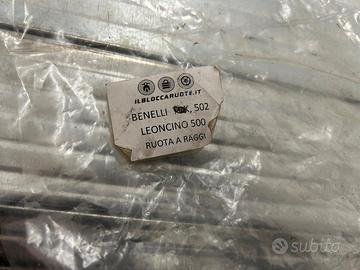 ILBLOCCARUOTE.IT
BENELLI , 502
LEONCINO 500
RUOTA A RAGGI
subito